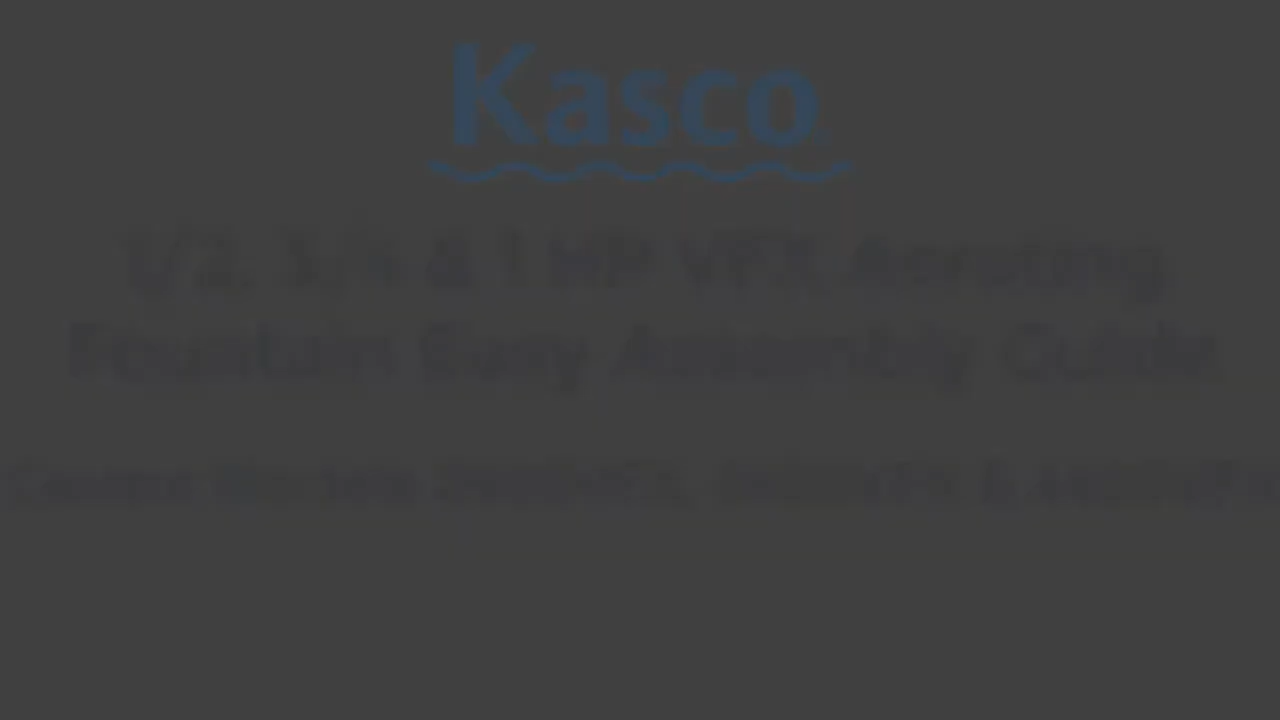 Kasco
1/2, 3/4 & 1 HP VFX Aerating
Fountain Easy Assembly Guide